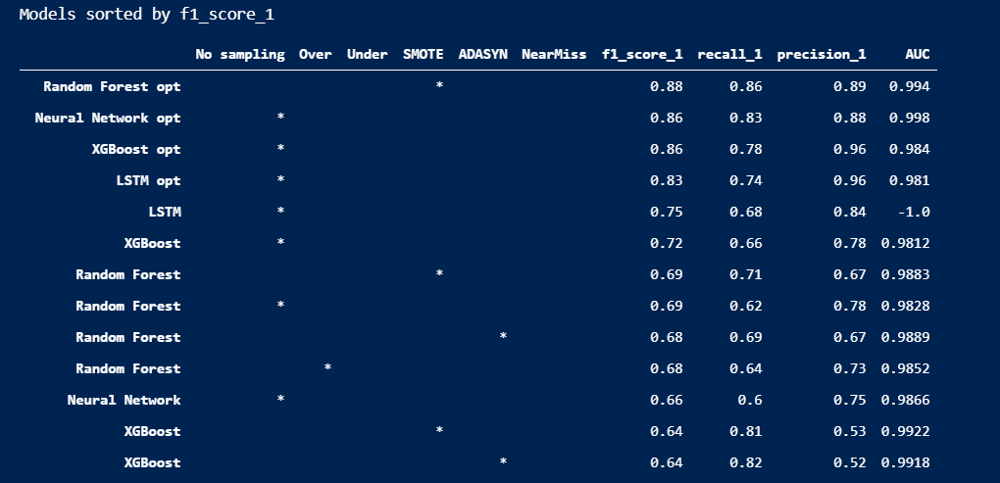 Models sorted by f1_score_1
No sampling Over Under SMOTE ADASYN NearMiss f1_score_1 recall_1 precision_1 AUC
Random Forest opt * 0.88 0.86 0.89 0.994
Neural Network opt * 0.86 0.83 0.88 0.998
XGBoost opt * 0.86 0.78 0.96 0.984
LSTM opt * 0.83 0.74 0.96 0.981
LSTM * 0.75 0.68 0.84 -1.0
XGBoost * 0.72 0.66 0.78 0.9812
Random Forest * 0.69 0.71 0.67 0.9883
Random Forest * 0.69 0.62 0.78 0.9828
Random Forest * 0.68 0.69 0.67 0.9889
Random Forest * 0.68 0.64 0.73 0.9852
Neural Network * 0.66 0.6 0.75 0.9866
XGBoost * 0.64 0.81 0.53 0.9922
XGBoost * 0.64 0.82 0.52 0.9918